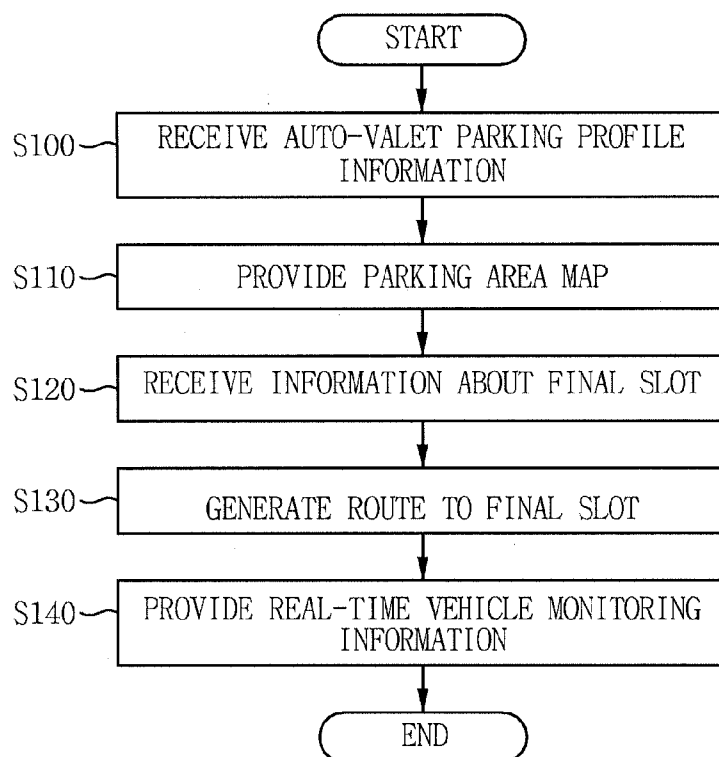 START
S100
RECEIVE AUTO-VALET PARKING PROFILE
INFORMATION
S110
PROVIDE PARKING AREA MAP
S120
RECEIVE INFORMATION ABOUT FINAL SLOT
S130
GENERATE ROUTE TO FINAL SLOT
S140
PROVIDE REAL-TIME VEHICLE MONITORING
INFORMATION
END